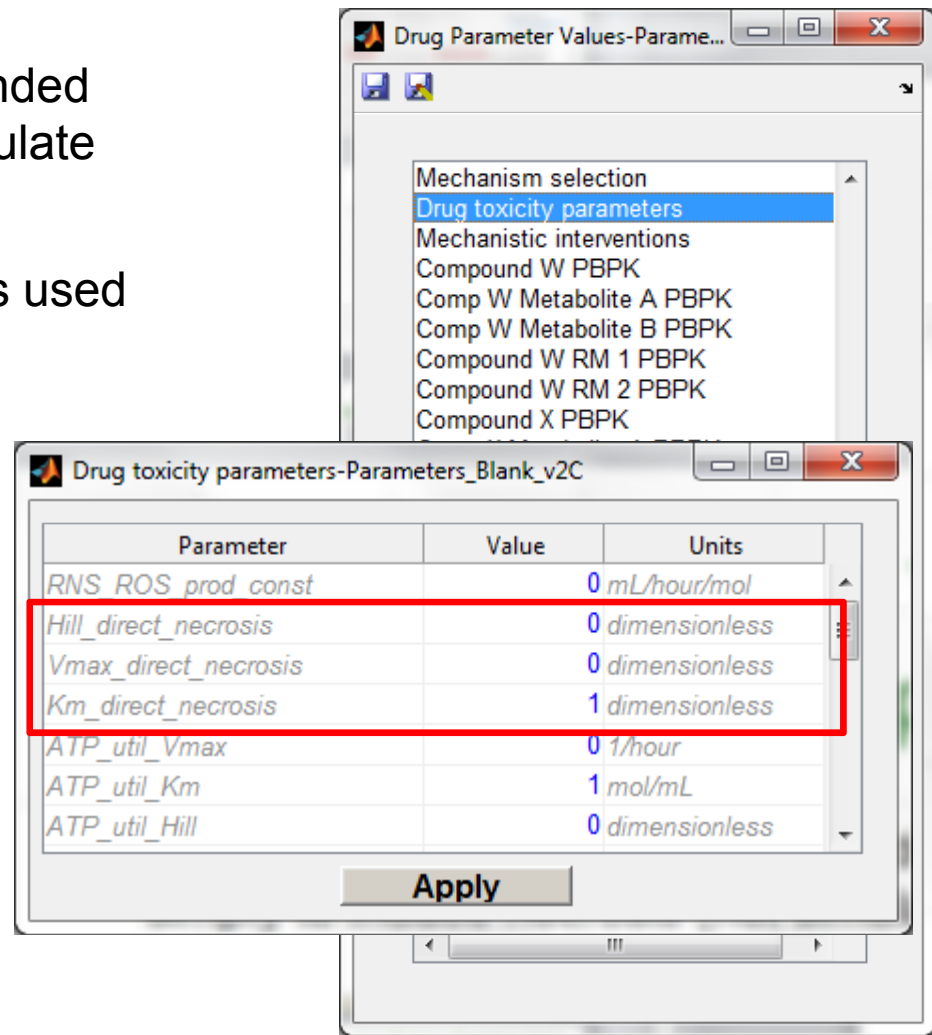 nded
ulate
s used
Drug Parameter Values-Parame...
Mechanism selection
Drug toxicity parameters
Mechanistic interventions
Compound W PBPK
Comp W Metabolite A PBPK
Comp W Metabolite B PBPK
Compound W RM 1 PBPK
Compound W RM 2 PBPK
Compound X PBPK
Drug toxicity parameters-Parameters_Blank_v2C
Parameter Value Units
RNS_ROS_prod_const 0 mL/hour/mol
Hill_direct_necrosis 0 dimensionless
Vmax_direct_necrosis 0 dimensionless
Km_direct_necrosis 1 dimensionless
ATP_util_Vmax 0 1/hour
ATP_util_Km 1 mol/mL
ATP_util_Hill 0 dimensionless
Apply